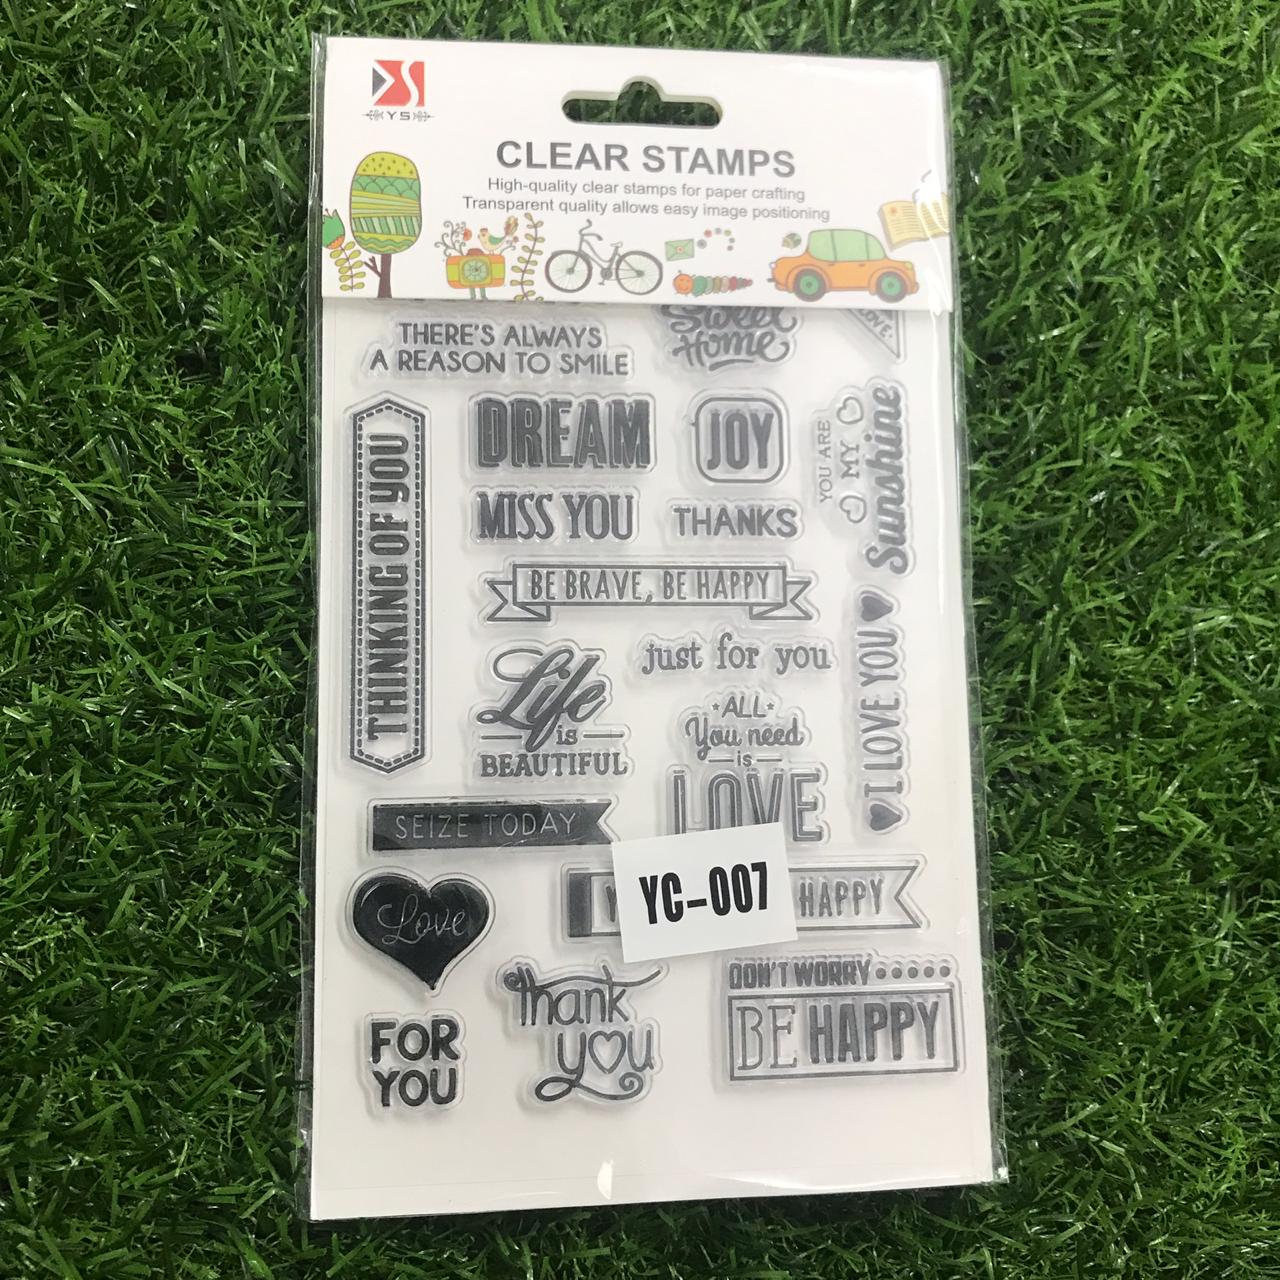 YS
CLEAR STAMPS
High-quality clear stamps for paper crafting
Transparent quality allows easy image positioning
Sweet
Home
LOVE
THERE'S ALWAYS
A REASON TO SMILE
DREAM
JOY
YOU ARE
MY
Sunshine
THINKING OF YOU
MISS YOU
THANKS
BE BRAVE, BE HAPPY
just for you
Life
is
BEAUTIFUL
ALL
You need
is
LOVE
I LOVE YOU
SEIZE TODAY
YC-007
HAPPY
Love
thank
you
DON'T WORRY
BE HAPPY
FOR
YOU